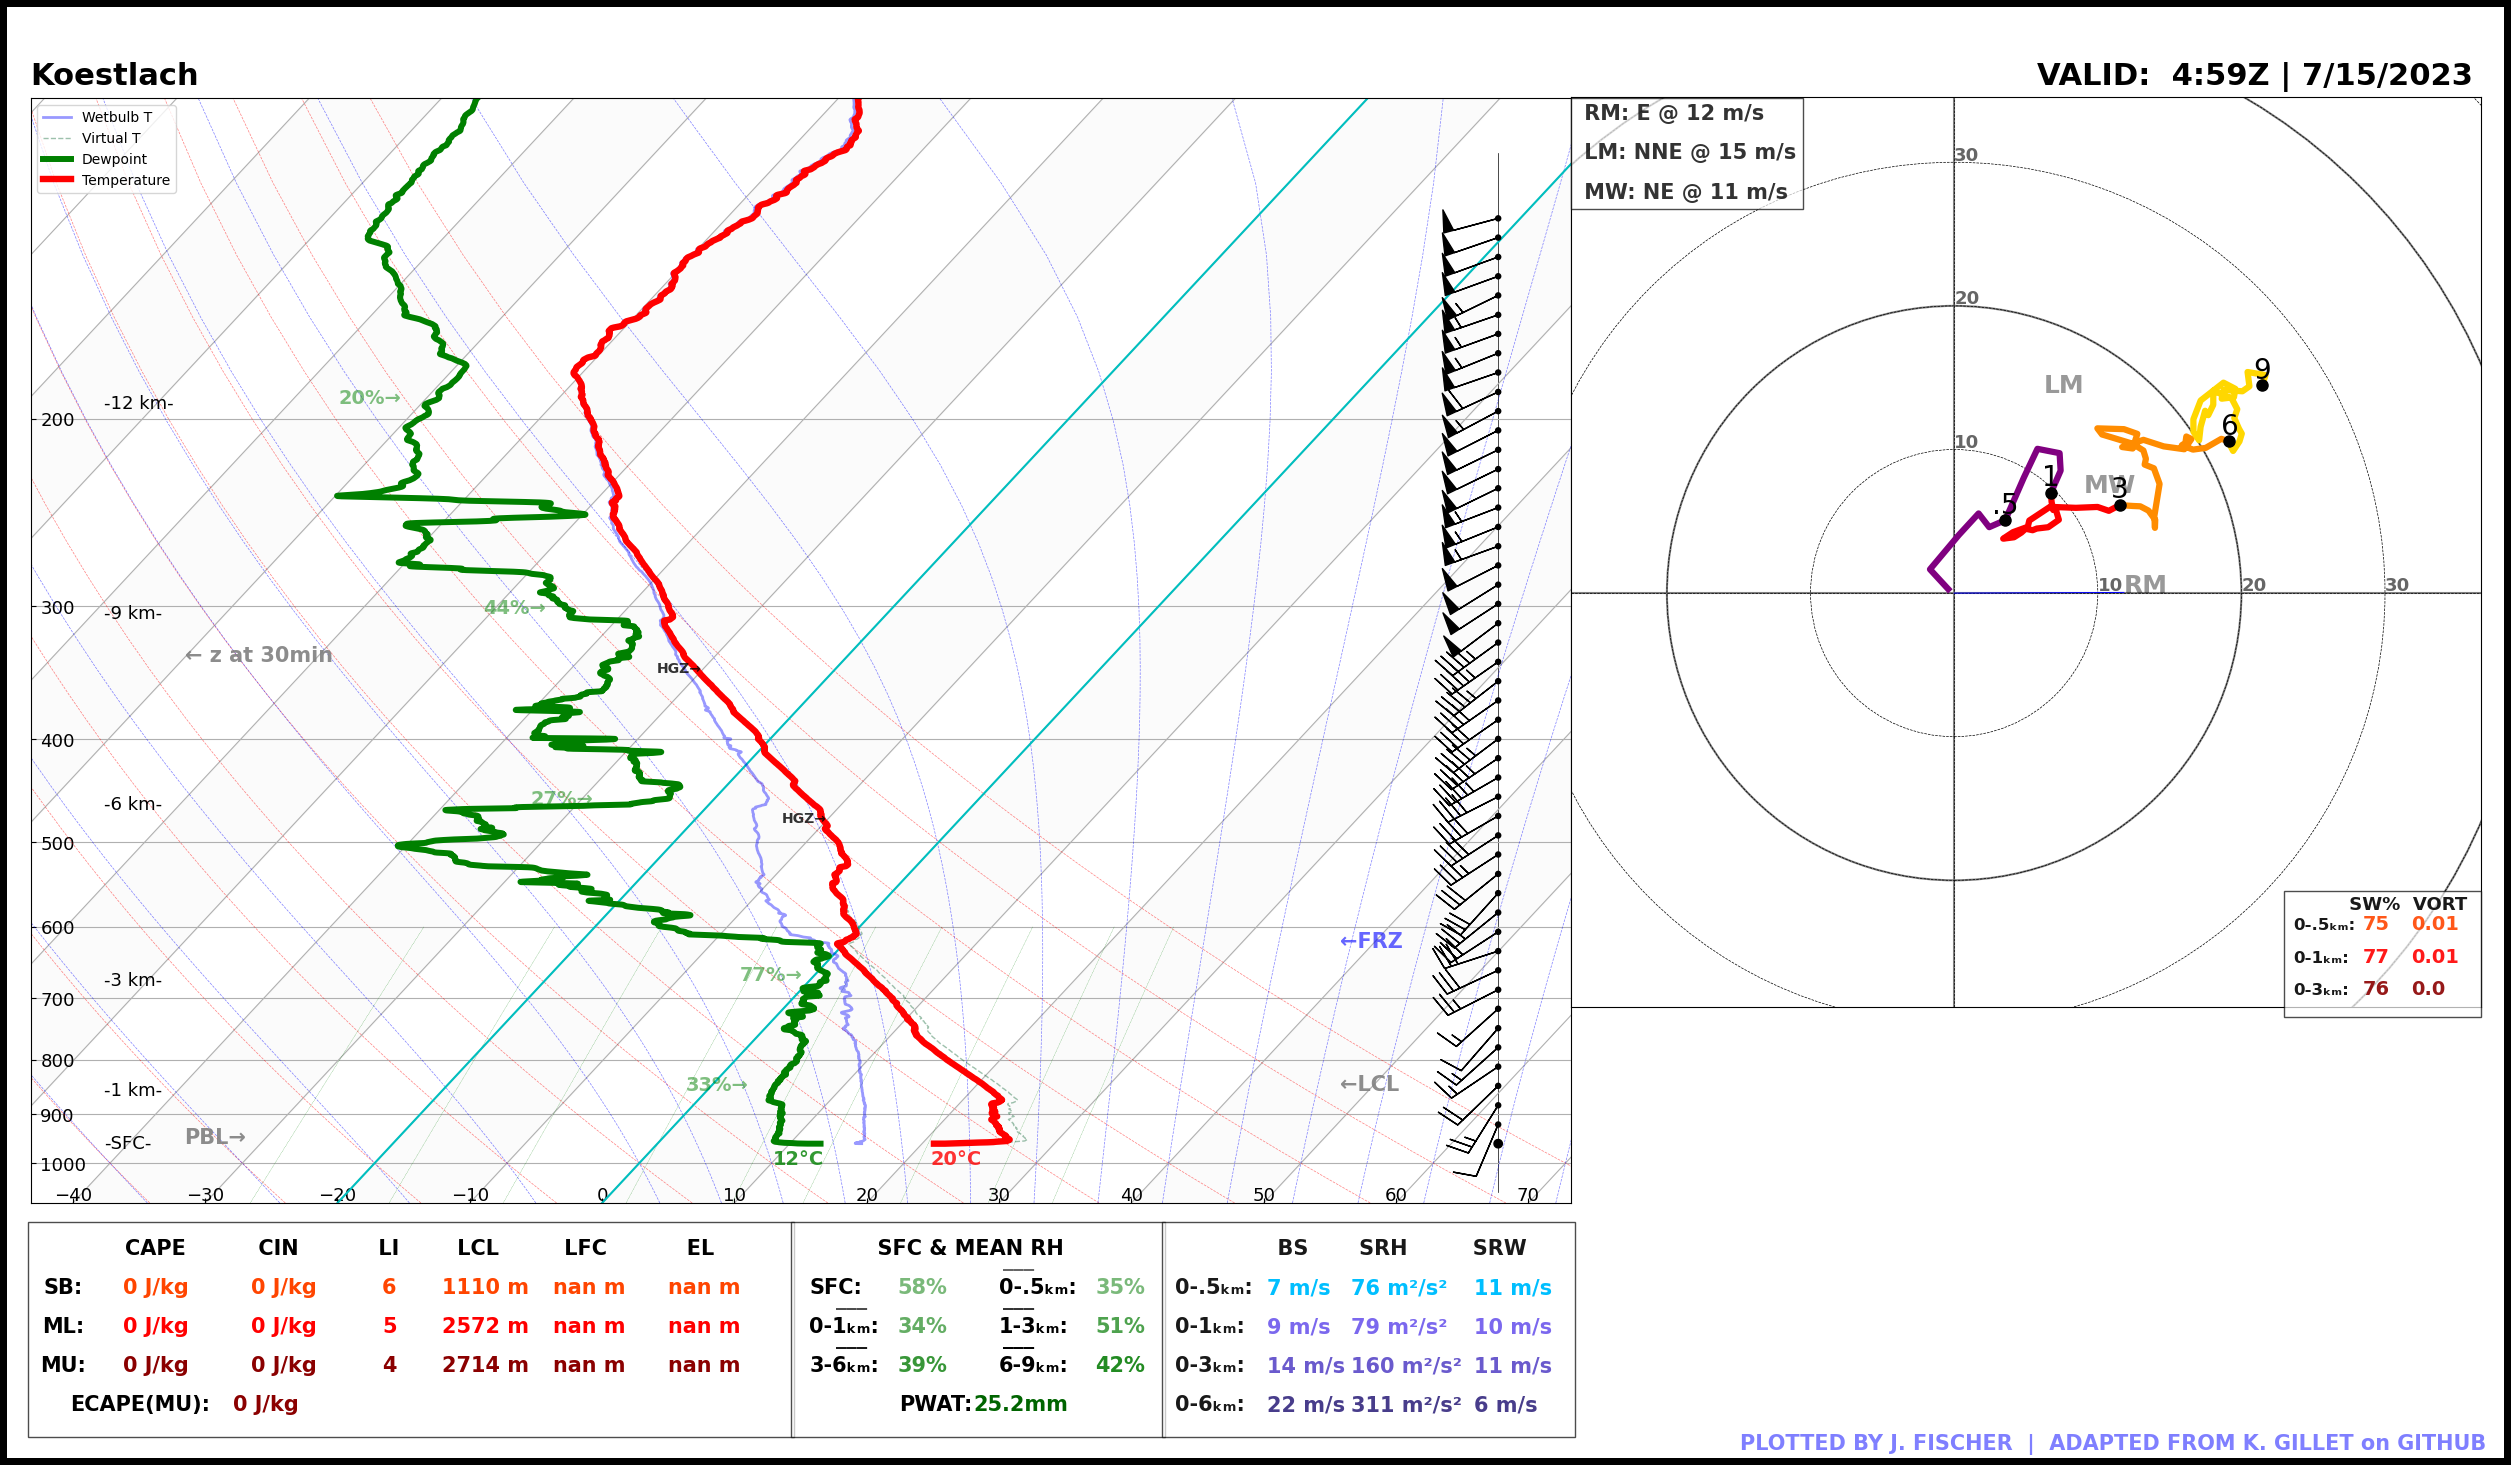 Koestlach
VALID:  4:59Z | 7/15/2023
Wetbulb T
Virtual T
Dewpoint
Temperature
RM: E @ 12 m/s
LM: NNE @ 15 m/s
MW: NE @ 11 m/s
30
20
10
LM
MW
RM
.5
1
3
6
9
10
20
30
20%→
-12 km-
200
44%→
300
-9 km-
← z at 30min
HGZ→
400
27%→
-6 km-
HGZ→
500
600
←FRZ
77%→
-3 km-
700
800
33%→
-1 km-
←LCL
900
PBL→
-SFC-
12°C
20°C
1000
−40 −30 −20 −10 0 10 20 30 40 50 60 70
SW% VORT
0-.5ₖₘ: 75 0.01
0-1ₖₘ: 77 0.01
0-3ₖₘ: 76 0.0
CAPE CIN LI LCL LFC EL
SB: 0 J/kg 0 J/kg 6 1110 m nan m nan m
ML: 0 J/kg 0 J/kg 5 2572 m nan m nan m
MU: 0 J/kg 0 J/kg 4 2714 m nan m nan m
ECAPE(MU): 0 J/kg
SFC & MEAN RH
SFC: 58% 0-.5ₖₘ: 35%
0-1ₖₘ: 34% 1-3ₖₘ: 51%
3-6ₖₘ: 39% 6-9ₖₘ: 42%
PWAT: 25.2mm
BS SRH SRW
0-.5ₖₘ: 7 m/s 76 m²/s² 11 m/s
0-1ₖₘ: 9 m/s 79 m²/s² 10 m/s
0-3ₖₘ: 14 m/s 160 m²/s² 11 m/s
0-6ₖₘ: 22 m/s 311 m²/s² 6 m/s
PLOTTED BY J. FISCHER | ADAPTED FROM K. GILLET on GITHUB